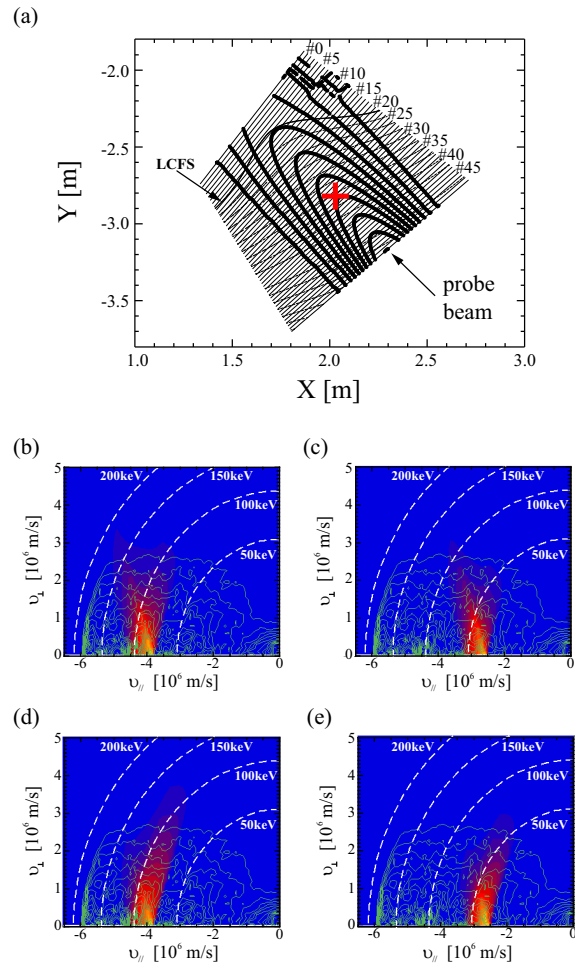 (a)
#0
#5
#10
#15
#20
#25
#30
#35
#40
#45
LCFS
probe
beam
-2.0
-2.5
-3.0
-3.5
Y [m]
1.0 1.5 2.0 2.5 3.0
X [m]
(b)
200keV 150keV
100keV
50keV
5
4
3
2
1
0
υ⊥ [10⁶ m/s]
-6 -4 -2 0
υ// [10⁶ m/s]
(c)
200keV 150keV
100keV
50keV
5
4
3
2
1
0
υ⊥ [10⁶ m/s]
-6 -4 -2 0
υ// [10⁶ m/s]
(d)
200keV 150keV
100keV
50keV
5
4
3
2
1
0
υ⊥ [10⁶ m/s]
-6 -4 -2 0
υ// [10⁶ m/s]
(e)
200keV 150keV
100keV
50keV
5
4
3
2
1
0
υ⊥ [10⁶ m/s]
-6 -4 -2 0
υ// [10⁶ m/s]